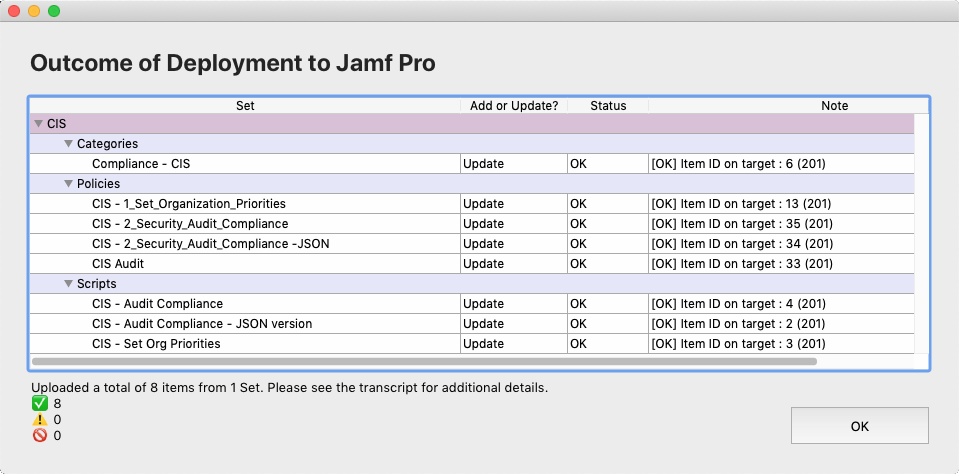 Outcome of Deployment to Jamf Pro
Set Add or Update? Status Note
CIS
Categories
Compliance - CIS Update OK [OK] Item ID on target : 6 (201)
Policies
CIS - 1_Set_Organization_Priorities Update OK [OK] Item ID on target : 13 (201)
CIS - 2_Security_Audit_Compliance Update OK [OK] Item ID on target : 35 (201)
CIS - 2_Security_Audit_Compliance -JSON Update OK [OK] Item ID on target : 34 (201)
CIS Audit Update OK [OK] Item ID on target : 33 (201)
Scripts
CIS - Audit Compliance Update OK [OK] Item ID on target : 4 (201)
CIS - Audit Compliance - JSON version Update OK [OK] Item ID on target : 2 (201)
CIS - Set Org Priorities Update OK [OK] Item ID on target : 3 (201)
Uploaded a total of 8 items from 1 Set. Please see the transcript for additional details.
✅ 8
⚠️ 0
🚫 0
OK